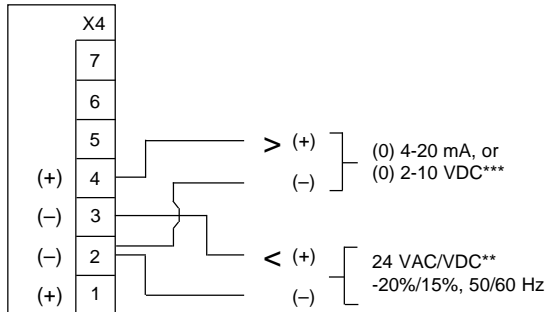 X4
7
6
5
(+) 4 > (+) (0) 4-20 mA, or
(–) (0) 2-10 VDC***
(–) 3
(–) 2 < (+) 24 VAC/VDC**
-20%/15%, 50/60 Hz
(+) 1 (–)